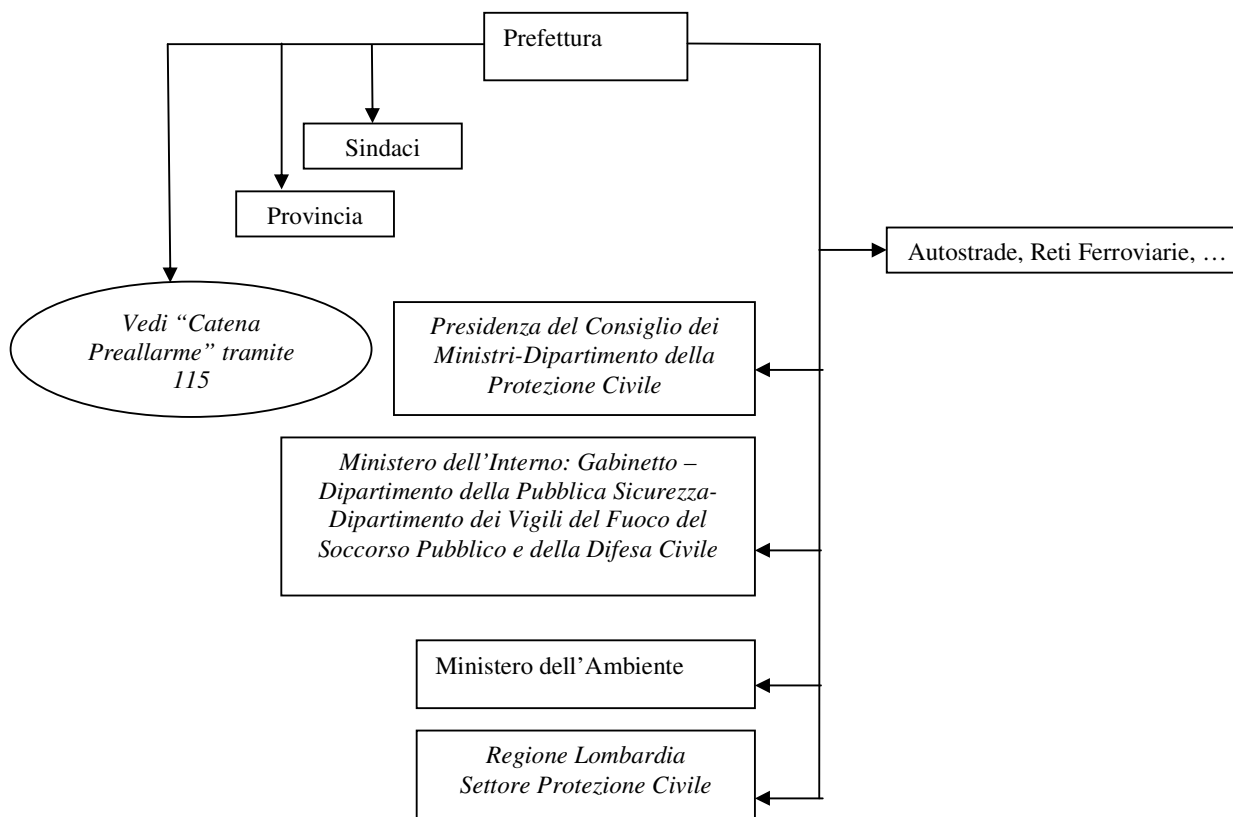 Prefettura
Sindaci
Provincia
Autostrade, Reti Ferroviarie, …
Vedi “Catena
Preallarme” tramite
115
Presidenza del Consiglio dei
Ministri-Dipartimento della
Protezione Civile
Ministero dell’Interno: Gabinetto –
Dipartimento della Pubblica Sicurezza-
Dipartimento dei Vigili del Fuoco del
Soccorso Pubblico e della Difesa Civile
Ministero dell’Ambiente
Regione Lombardia
Settore Protezione Civile